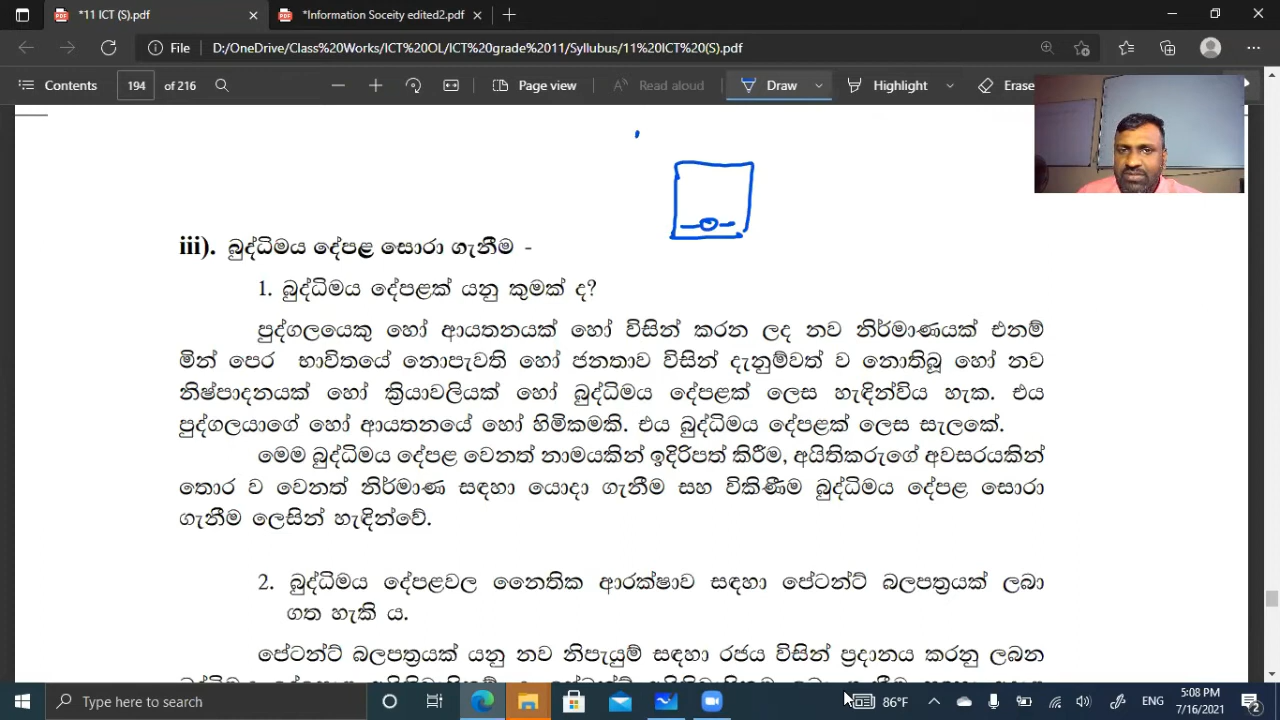 *11 ICT (S).pdf
*Information Soceity edited2.pdf
File D:/OneDrive/Class%20Works/ICT%20OL/ICT%20grade%2011/Syllabus/11%20ICT%20(S).pdf
Contents 194 of 216 Page view Read aloud Draw Highlight Erase
iii). බුද්ධිමය දේපළ සොරා ගැනීම -
1. බුද්ධිමය දේපළක් යනු කුමක් ද?
පුද්ගලයෙකු හෝ ආයතනයක් හෝ විසින් කරන ලද නව නිර්මාණයක් එනම්
මින් පෙර භාවිතයේ නොපැවති හෝ ජනතාව විසින් දැනුම්වත් ව නොතිබූ හෝ නව
නිෂ්පාදනයක් හෝ ක්‍රියාවලියක් හෝ බුද්ධිමය දේපළක් ලෙස හැඳින්විය හැක. එය
පුද්ගලයාගේ හෝ ආයතනයේ හෝ හිමිකමකි. එය බුද්ධිමය දේපළක් ලෙස සැලකේ.
මෙම බුද්ධිමය දේපළ වෙනත් නාමයකින් ඉදිරිපත් කිරීම, අයිතිකරුගේ අවසරයකින්
තොර ව වෙනත් නිර්මාණ සඳහා යොදා ගැනීම සහ විකිණීම බුද්ධිමය දේපළ සොරා
ගැනීම ලෙසින් හැඳින්වේ.
2. බුද්ධිමය දේපළවල නෛතික ආරක්ෂාව සඳහා පේටන්ට් බලපත්‍රයක් ලබා
ගත හැකි ය.
පේටන්ට් බලපත්‍රයක් යනු නව නිපැයුම් සඳහා රජය විසින් ප්‍රදානය කරනු ලබන
Type here to search
86°F
ENG
5:08 PM
7/16/2021
2